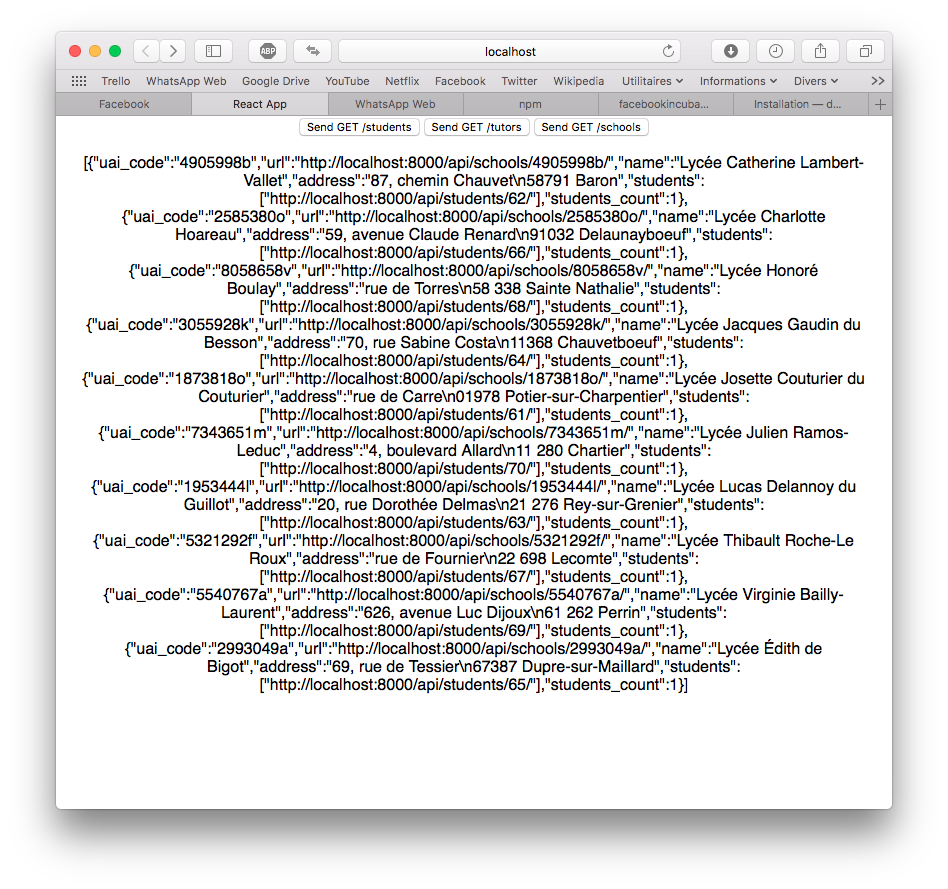 ABP
localhost
Trello WhatsApp Web Google Drive YouTube Netflix Facebook Twitter Wikipedia Utilitaires Informations Divers >>
Facebook React App WhatsApp Web npm facebookincuba... Installation — d... +
Send GET /students Send GET /tutors Send GET /schools
[{"uai_code":"4905998b","url":"http://localhost:8000/api/schools/4905998b/","name":"Lycée Catherine Lambert-
Vallet","address":"87, chemin Chauvet\n58791 Baron","students":
["http://localhost:8000/api/students/62/"],"students_count":1},
{"uai_code":"2585380o","url":"http://localhost:8000/api/schools/2585380o/","name":"Lycée Charlotte
Hoareau","address":"59, avenue Claude Renard\n91032 Delaunayboeuf","students":
["http://localhost:8000/api/students/66/"],"students_count":1},
{"uai_code":"8058658v","url":"http://localhost:8000/api/schools/8058658v/","name":"Lycée Honoré
Boulay","address":"rue de Torres\n58 338 Sainte Nathalie","students":
["http://localhost:8000/api/students/68/"],"students_count":1},
{"uai_code":"3055928k","url":"http://localhost:8000/api/schools/3055928k/","name":"Lycée Jacques Gaudin du
Besson","address":"70, rue Sabine Costa\n11368 Chauvetboeuf","students":
["http://localhost:8000/api/students/64/"],"students_count":1},
{"uai_code":"1873818o","url":"http://localhost:8000/api/schools/1873818o/","name":"Lycée Josette Couturier du
Couturier","address":"rue de Carre\n01978 Potier-sur-Charpentier","students":
["http://localhost:8000/api/students/61/"],"students_count":1},
{"uai_code":"7343651m","url":"http://localhost:8000/api/schools/7343651m/","name":"Lycée Julien Ramos-
Leduc","address":"4, boulevard Allard\n11 280 Chartier","students":
["http://localhost:8000/api/students/70/"],"students_count":1},
{"uai_code":"1953444l","url":"http://localhost:8000/api/schools/1953444l/","name":"Lycée Lucas Delannoy du
Guillot","address":"20, rue Dorothée Delmas\n21 276 Rey-sur-Grenier","students":
["http://localhost:8000/api/students/63/"],"students_count":1},
{"uai_code":"5321292f","url":"http://localhost:8000/api/schools/5321292f/","name":"Lycée Thibault Roche-Le
Roux","address":"rue de Fournier\n22 698 Lecomte","students":
["http://localhost:8000/api/students/67/"],"students_count":1},
{"uai_code":"5540767a","url":"http://localhost:8000/api/schools/5540767a/","name":"Lycée Virginie Bailly-
Laurent","address":"626, avenue Luc Dijoux\n61 262 Perrin","students":
["http://localhost:8000/api/students/69/"],"students_count":1},
{"uai_code":"2993049a","url":"http://localhost:8000/api/schools/2993049a/","name":"Lycée Édith de
Bigot","address":"69, rue de Tessier\n67387 Dupre-sur-Maillard","students":
["http://localhost:8000/api/students/65/"],"students_count":1}]